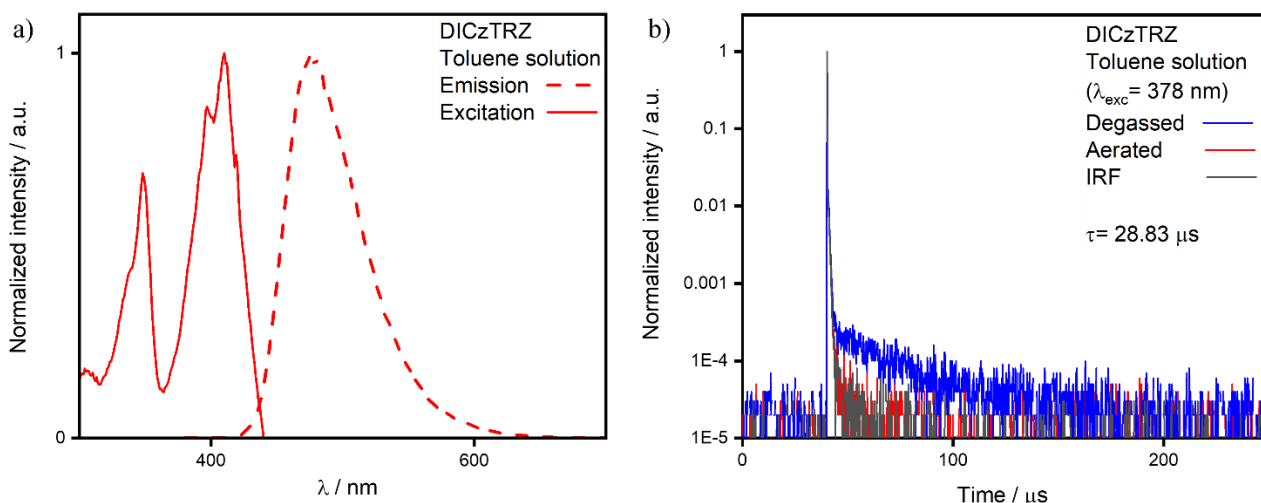 a)
DICzTRZ
Toluene solution
Emission
Excitation
Normalized intensity / a.u.
1
0
400
600
λ / nm
b)
DICzTRZ
Toluene solution
(λexc= 378 nm)
Degassed
Aerated
IRF
τ= 28.83 μs
Normalized intensity / a.u.
1
0.1
0.01
0.001
1E-4
1E-5
0
100
200
Time / μs